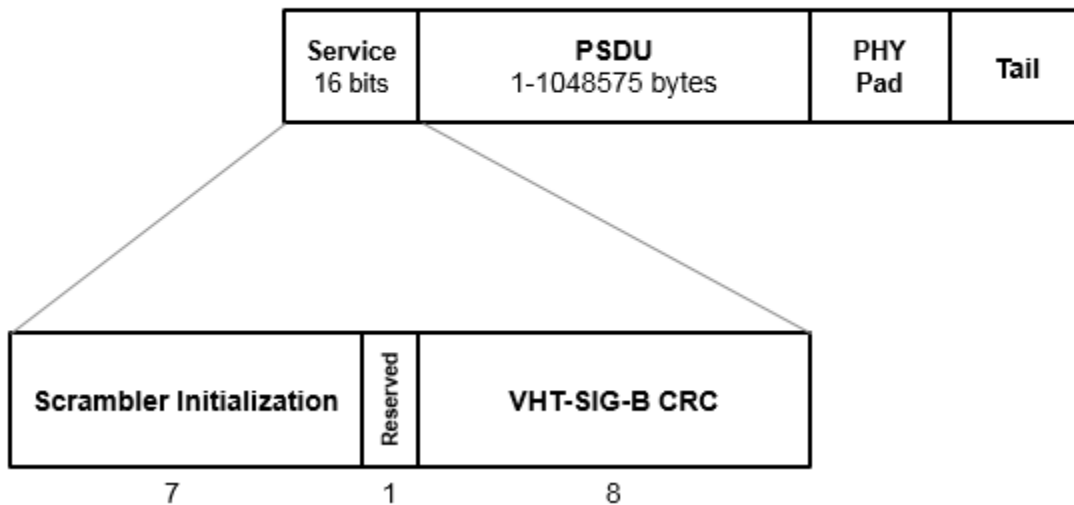 Service
16 bits
PSDU
1-1048575 bytes
PHY
Pad
Tail
Scrambler Initialization
Reserved
VHT-SIG-B CRC
7
1
8